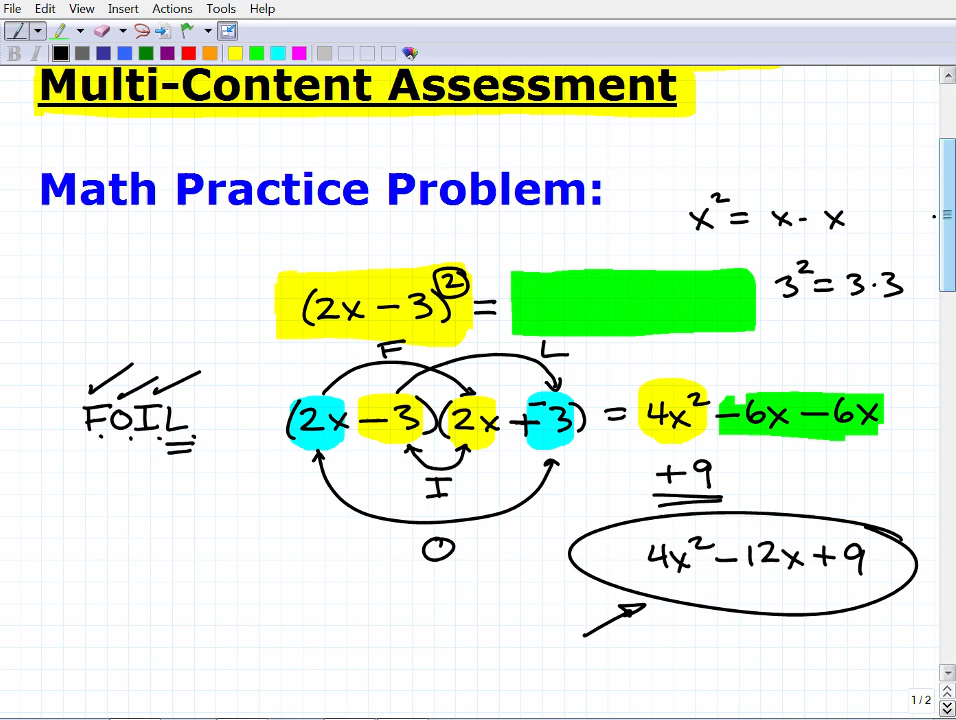 File Edit View Insert Actions Tools Help
B I
Multi-Content Assessment
Math Practice Problem:
x² = x · x
3² = 3 · 3
(2x − 3)² =
F L
FOIL
(2x − 3)(2x + −3) = 4x² − 6x − 6x
+ 9
I
O
4x² − 12x + 9
1 / 2